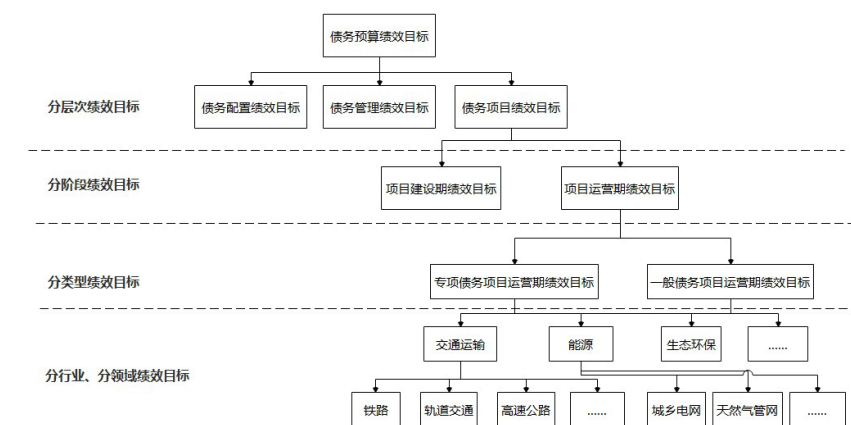 债务预算绩效目标
分层次绩效目标
债务配置绩效目标
债务管理绩效目标
债务项目绩效目标
分阶段绩效目标
项目建设期绩效目标
项目运营期绩效目标
分类型绩效目标
专项债务项目运营期绩效目标
一般债务项目运营期绩效目标
分行业、分领域绩效目标
交通运输
能源
生态环保
......
铁路
轨道交通
高速公路
......
城乡电网
天然气管网
......